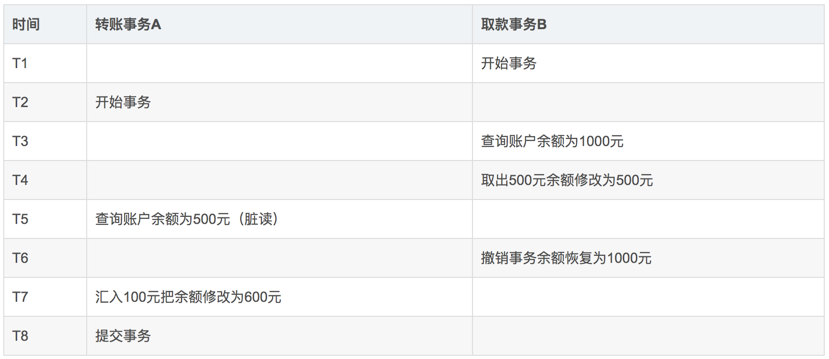 时间 转账事务A 取款事务B
T1 开始事务
T2 开始事务
T3 查询账户余额为1000元
T4 取出500元余额修改为500元
T5 查询账户余额为500元（脏读）
T6 撤销事务余额恢复为1000元
T7 汇入100元把余额修改为600元
T8 提交事务